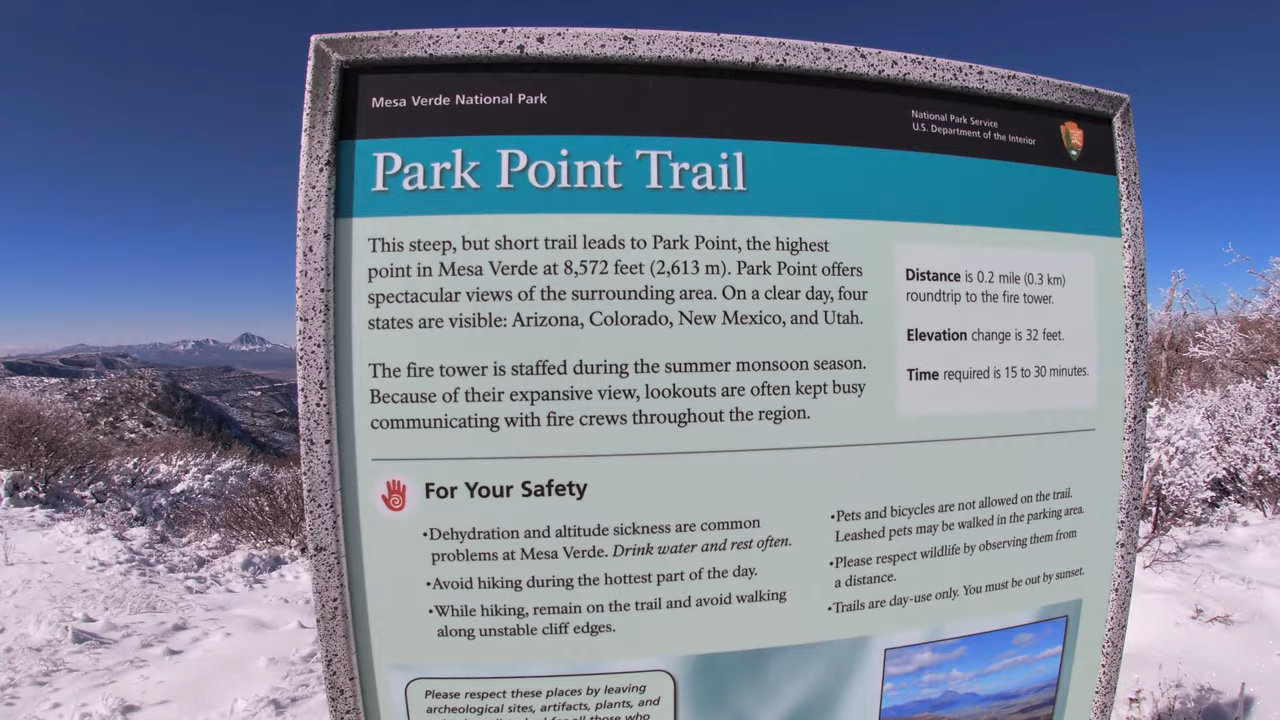 Mesa Verde National Park
National Park Service
U.S. Department of the Interior
Park Point Trail
This steep, but short trail leads to Park Point, the highest
point in Mesa Verde at 8,572 feet (2,613 m). Park Point offers
spectacular views of the surrounding area. On a clear day, four
states are visible: Arizona, Colorado, New Mexico, and Utah.
The fire tower is staffed during the summer monsoon season.
Because of their expansive view, lookouts are often kept busy
communicating with fire crews throughout the region.
Distance is 0.2 mile (0.3 km)
roundtrip to the fire tower.
Elevation change is 32 feet.
Time required is 15 to 30 minutes.
For Your Safety
•Dehydration and altitude sickness are common
problems at Mesa Verde. Drink water and rest often.
•Avoid hiking during the hottest part of the day.
•While hiking, remain on the trail and avoid walking
along unstable cliff edges.
•Pets and bicycles are not allowed on the trail.
Leashed pets may be walked in the parking area.
•Please respect wildlife by observing them from
a distance.
•Trails are day-use only. You must be out by sunset.
Please respect these places by leaving
archeological sites, artifacts, plants, and
all those who